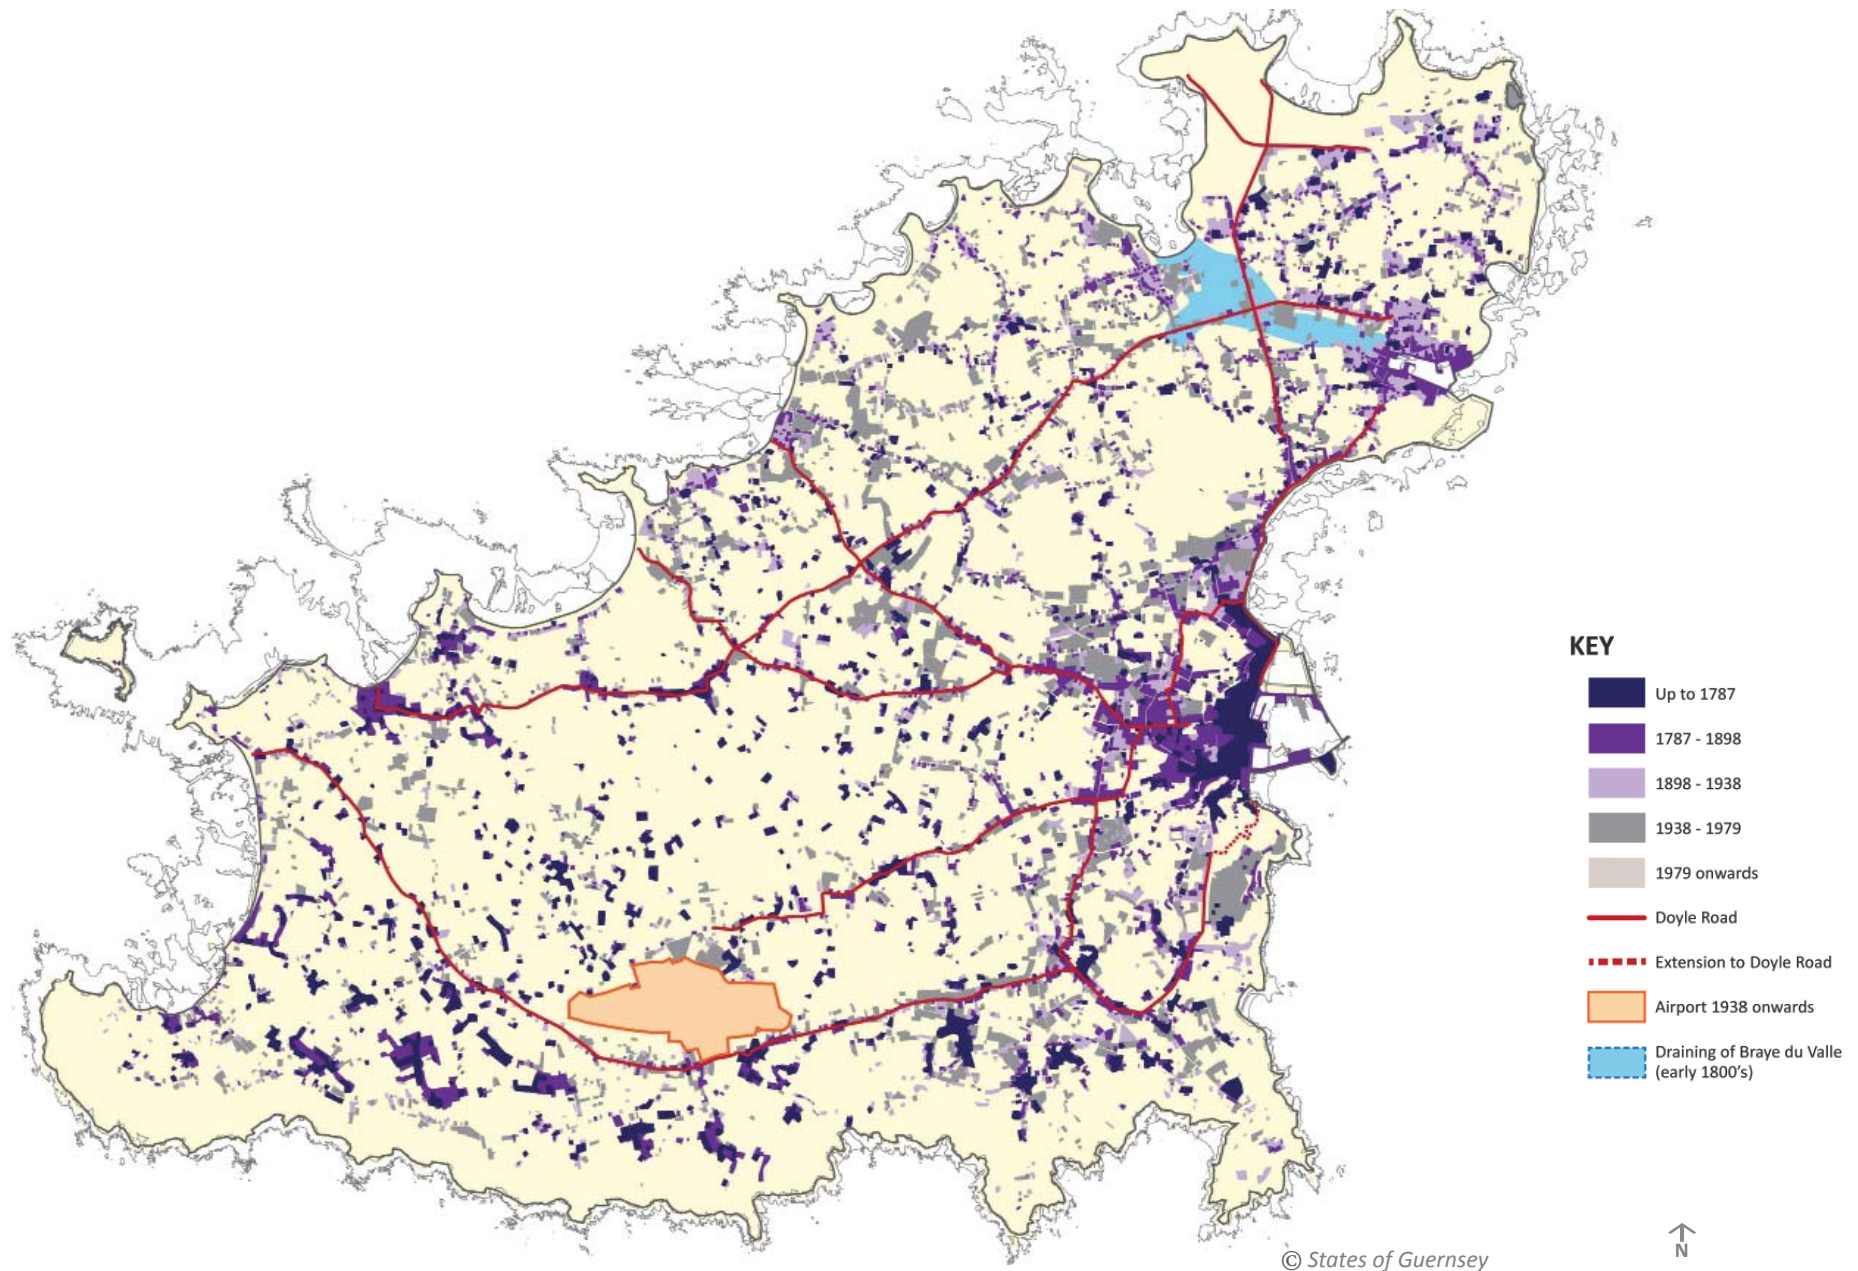 KEY
Up to 1787
1787 - 1898
1898 - 1938
1938 - 1979
1979 onwards
Doyle Road
Extension to Doyle Road
Airport 1938 onwards
Draining of Braye du Valle
(early 1800's)
N
© States of Guernsey